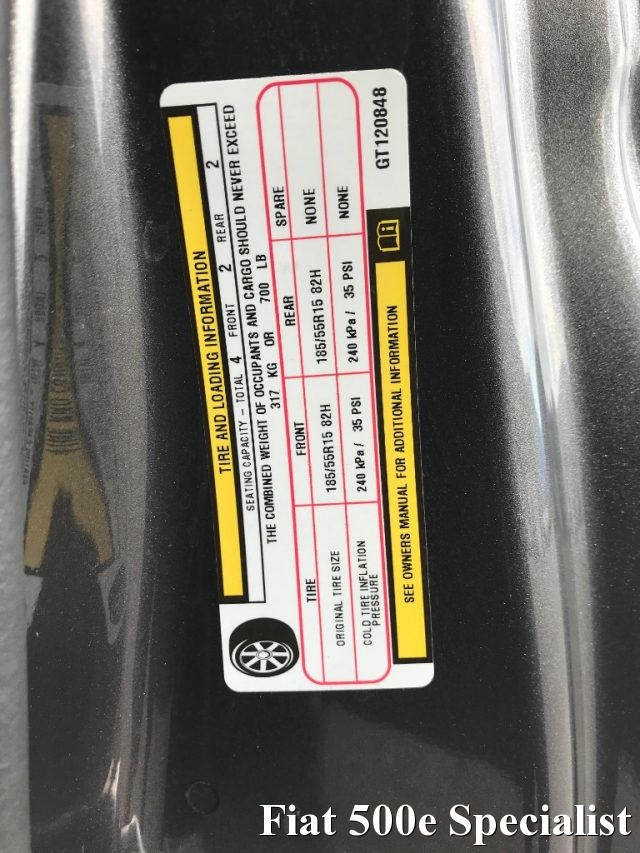 TIRE AND LOADING INFORMATION
SEATING CAPACITY – TOTAL 4 FRONT 2 REAR 2
THE COMBINED WEIGHT OF OCCUPANTS AND CARGO SHOULD NEVER EXCEED
317 KG OR 700 LB
TIRE FRONT REAR SPARE
ORIGINAL TIRE SIZE 185/55R15 82H 185/55R15 82H NONE
COLD TIRE INFLATION
PRESSURE 240 kPa / 35 PSI 240 kPa / 35 PSI NONE
SEE OWNERS MANUAL FOR ADDITIONAL INFORMATION
GT120848
Fiat 500e Specialist